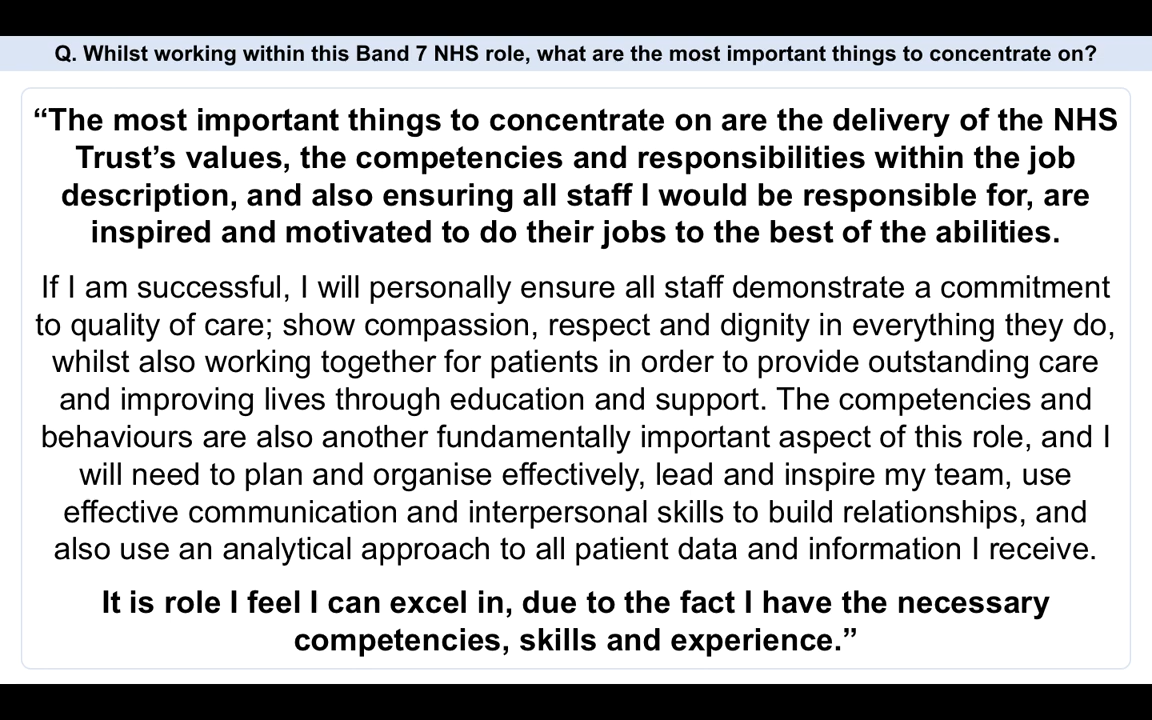 Q. Whilst working within this Band 7 NHS role, what are the most important things to concentrate on?
“The most important things to concentrate on are the delivery of the NHS
Trust’s values, the competencies and responsibilities within the job
description, and also ensuring all staff I would be responsible for, are
inspired and motivated to do their jobs to the best of the abilities.
If I am successful, I will personally ensure all staff demonstrate a commitment
to quality of care; show compassion, respect and dignity in everything they do,
whilst also working together for patients in order to provide outstanding care
and improving lives through education and support. The competencies and
behaviours are also another fundamentally important aspect of this role, and I
will need to plan and organise effectively, lead and inspire my team, use
effective communication and interpersonal skills to build relationships, and
also use an analytical approach to all patient data and information I receive.
It is role I feel I can excel in, due to the fact I have the necessary
competencies, skills and experience.”